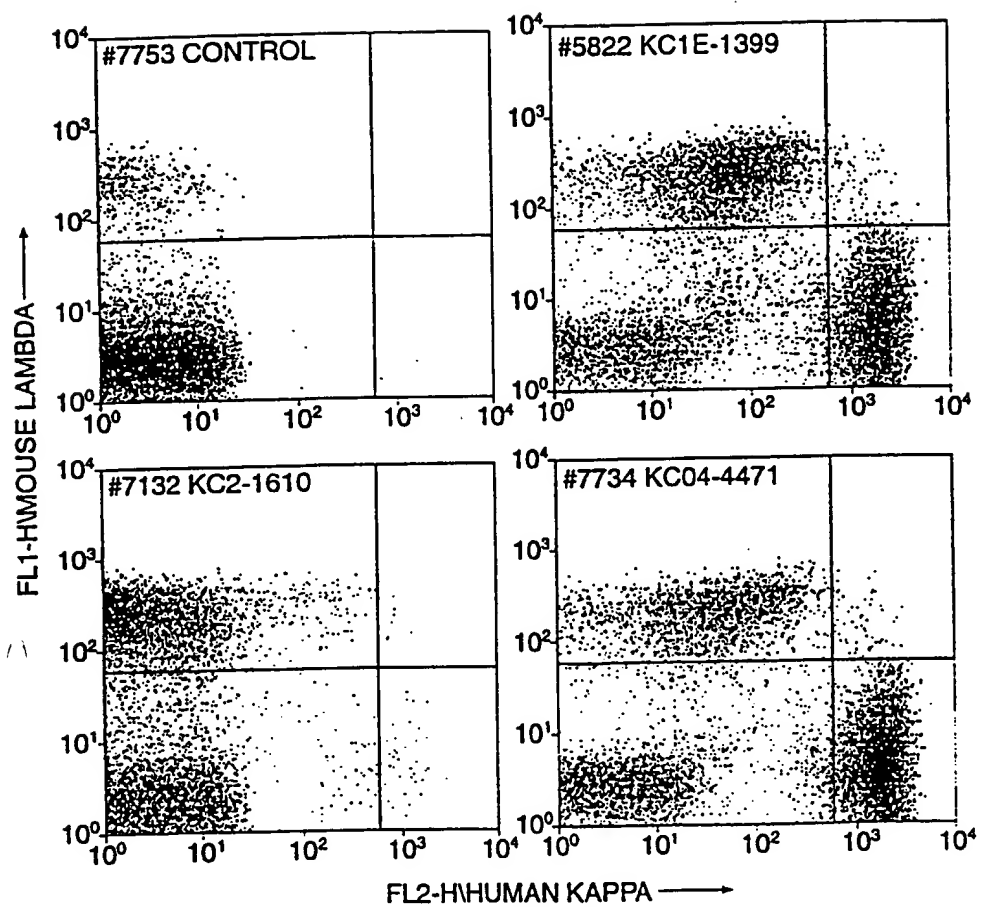 #7753 CONTROL
10⁴
10³
10²
10¹
10⁰
10⁰ 10¹ 10² 10³ 10⁴
#5822 KC1E-1399
10⁴
10³
10²
10¹
10⁰
10⁰ 10¹ 10² 10³ 10⁴
#7132 KC2-1610
10⁴
10³
10²
10¹
10⁰
10⁰ 10¹ 10² 10³ 10⁴
#7734 KC04-4471
10⁴
10³
10²
10¹
10⁰
10⁰ 10¹ 10² 10³ 10⁴
FL1-H\MOUSE LAMBDA
FL2-H\HUMAN KAPPA